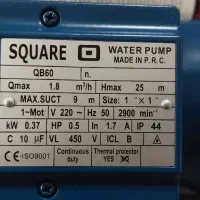 SQUARE WATER PUMP
MADE IN P.R.C.
QB60 n.
Qmax 1.8 m³/h Hmax 25 m
MAX.SUCT 9 m Size: 1"×1"
1~Mot V 220~ Hz 50 2900 min⁻¹
kW 0.37 HP 0.5 In 1.7 A IP 44
C 10 µF VL 450 V ICL B
CE-ISO9001 Continuous duty Thermal protector YES NO